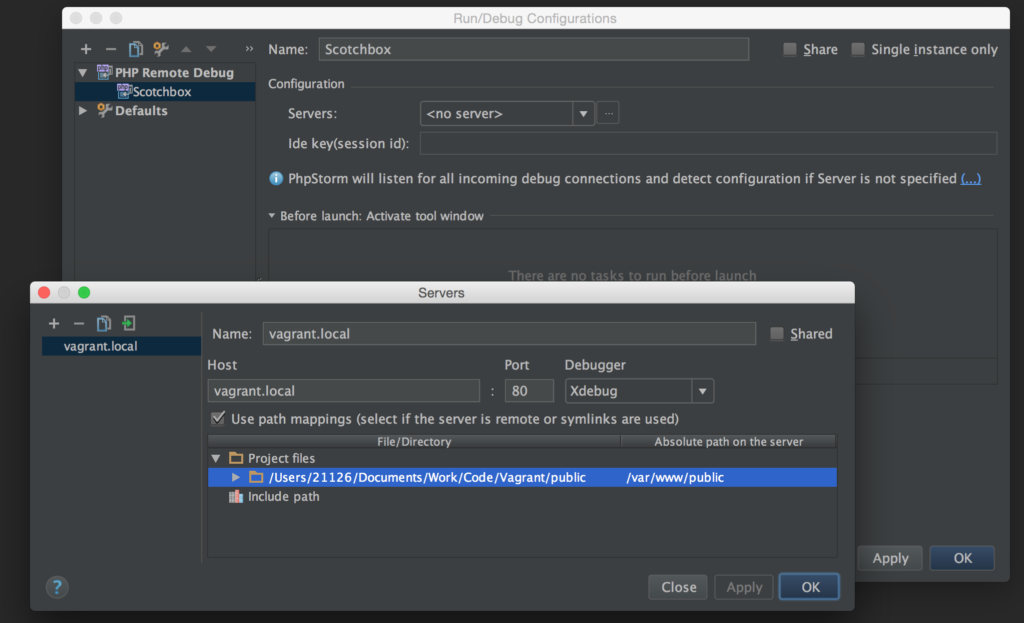 Run/Debug Configurations
Name: Scotchbox
Share Single instance only
PHP Remote Debug
Scotchbox
Defaults
Configuration
Servers: <no server> ...
Ide key(session id):
PhpStorm will listen for all incoming debug connections and detect configuration if Server is not specified (...)
Before launch: Activate tool window
There are no tasks to run before launch
Apply OK
Servers
vagrant.local
Name: vagrant.local Shared
Host Port Debugger
vagrant.local : 80 Xdebug
Use path mappings (select if the server is remote or symlinks are used)
File/Directory Absolute path on the server
Project files
/Users/21126/Documents/Work/Code/Vagrant/public /var/www/public
Include path
? Close Apply OK